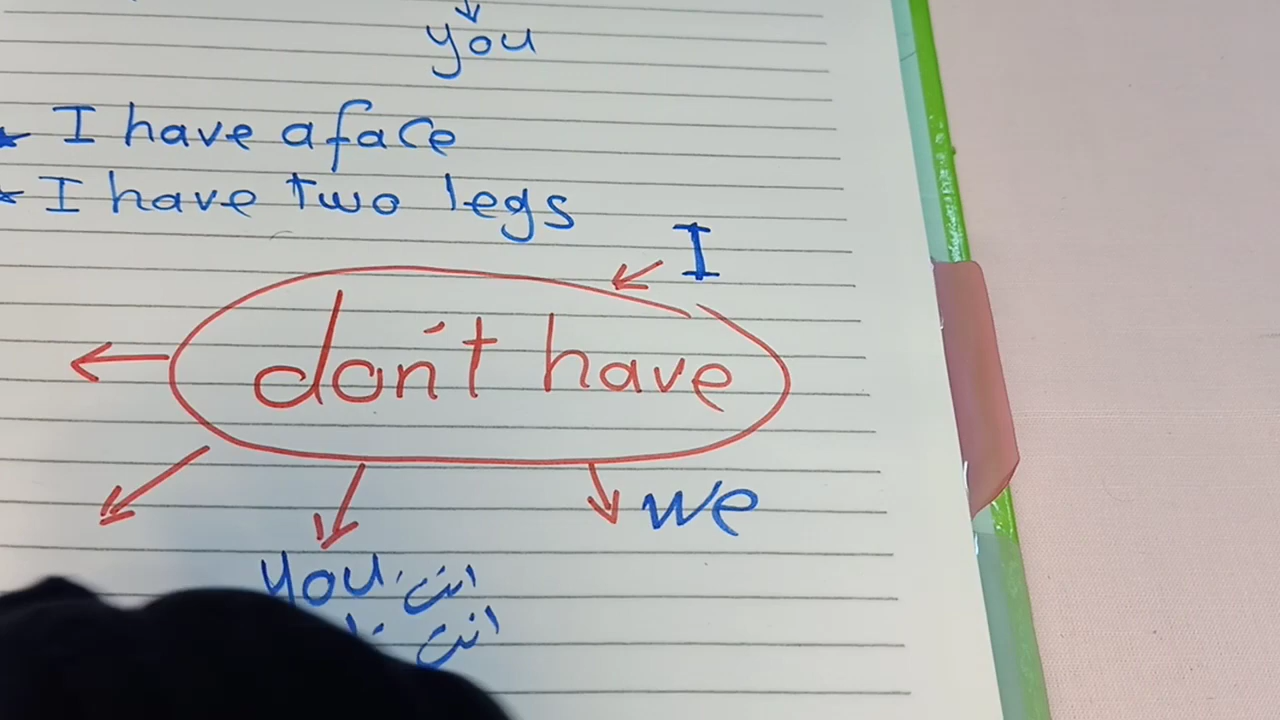 you
I have a face
I have two legs
I
don't have
we
you انت
انت